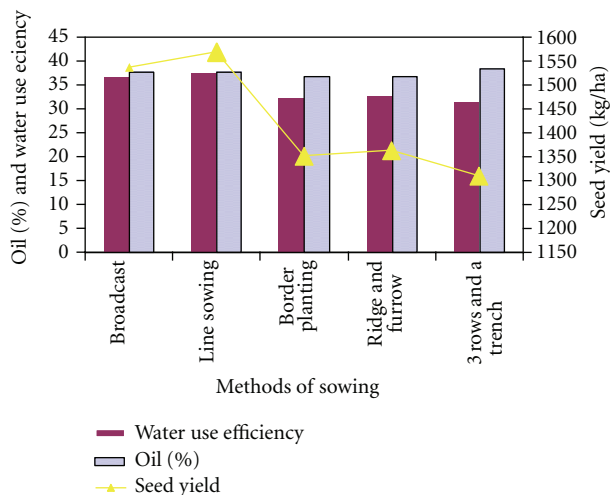 Oil (%) and water use eciency
45
40
35
30
25
20
15
10
5
0
1600
1550
1500
1450
1400
1350
1300
1250
1200
1150
Seed yield (kg/ha)
Broadcast
Line sowing
Border
planting
Ridge and
furrow
3 rows and a
trench
Methods of sowing
Water use efficiency
Oil (%)
Seed yield